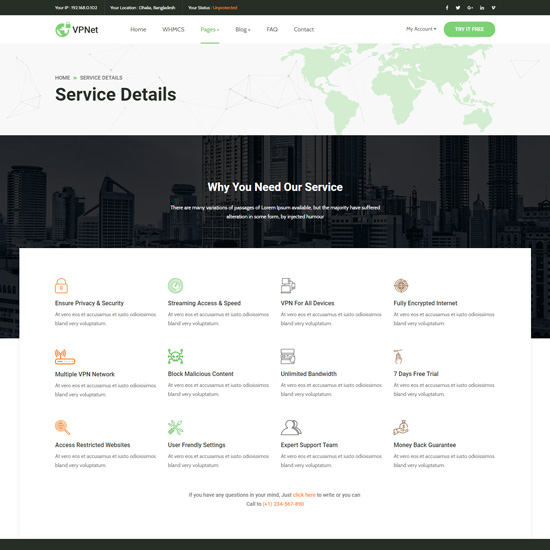 Your IP : 192.168.0.102 Your Location : Dhaka, Bangladesh Your Status : Unprotected
VPNet Home WHMCS Pages Blog FAQ Contact My Account TRY IT FREE
HOME » SERVICE DETAILS
Service Details
Why You Need Our Service
There are many variations of passages of Lorem Ipsum available, but the majority have suffered
alteration in some form, by injected humour
Ensure Privacy & Security
At vero eos et accusamus et iusto odioissimos
bland very voluptatum.
Streaming Access & Speed
At vero eos et accusamus et iusto odioissimos
bland very voluptatum.
VPN For All Devices
At vero eos et accusamus et iusto odioissimos
bland very voluptatum.
Fully Encrypted Internet
At vero eos et accusamus et iusto odioissimos
bland very voluptatum.
Multiple VPN Network
At vero eos et accusamus et iusto odioissimos
bland very voluptatum.
Block Malicious Content
At vero eos et accusamus et iusto odioissimos
bland very voluptatum.
Unlimited Bandwidth
At vero eos et accusamus et iusto odioissimos
bland very voluptatum.
7 Days Free Trial
At vero eos et accusamus et iusto odioissimos
bland very voluptatum.
Access Restricted Websites
At vero eos et accusamus et iusto odioissimos
bland very voluptatum.
User Frendly Settings
At vero eos et accusamus et iusto odioissimos
bland very voluptatum.
Expert Support Team
At vero eos et accusamus et iusto odioissimos
bland very voluptatum.
Money Back Guarantee
At vero eos et accusamus et iusto odioissimos
bland very voluptatum.
If you have any questions in your mind, Just click here to write or you can
Call to (+1) 234-567-890